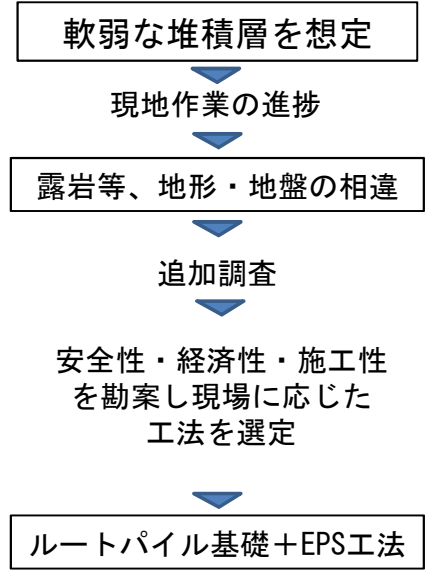 軟弱な堆積層を想定
現地作業の進捗
露岩等、地形・地盤の相違
追加調査
安全性・経済性・施工性
を勘案し現場に応じた
工法を選定
ルートパイル基礎＋EPS工法